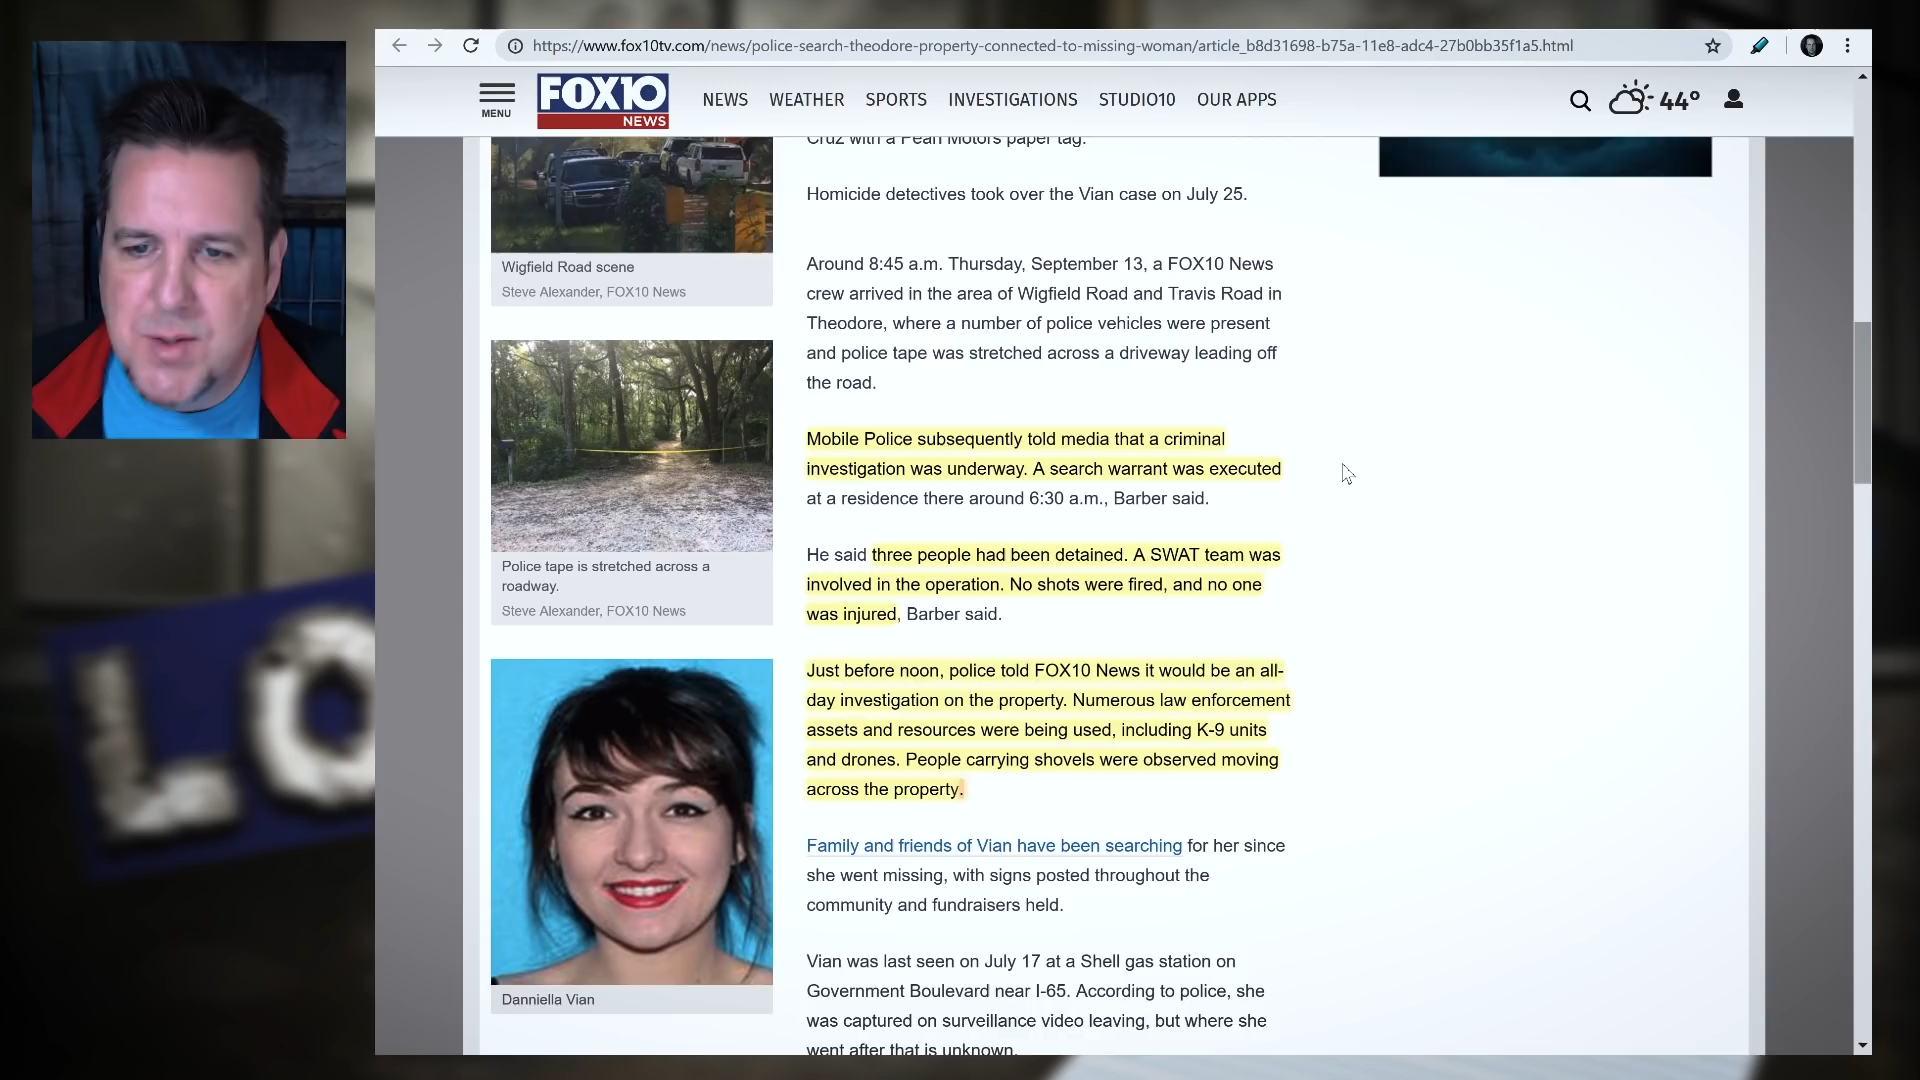 https://www.fox10tv.com/news/police-search-theodore-property-connected-to-missing-woman/article_b8d31698-b75a-11e8-adc4-27b0bb35f1a5.html
MENU
FOX10
NEWS
NEWS WEATHER SPORTS INVESTIGATIONS STUDIO10 OUR APPS
44°
Cruz with a Pean Motors paper tag.
Homicide detectives took over the Vian case on July 25.
Wigfield Road scene
Steve Alexander, FOX10 News
Around 8:45 a.m. Thursday, September 13, a FOX10 News
crew arrived in the area of Wigfield Road and Travis Road in
Theodore, where a number of police vehicles were present
and police tape was stretched across a driveway leading off
the road.
Mobile Police subsequently told media that a criminal
investigation was underway. A search warrant was executed
at a residence there around 6:30 a.m., Barber said.
He said three people had been detained. A SWAT team was
involved in the operation. No shots were fired, and no one
was injured, Barber said.
Police tape is stretched across a
roadway.
Steve Alexander, FOX10 News
Just before noon, police told FOX10 News it would be an all-
day investigation on the property. Numerous law enforcement
assets and resources were being used, including K-9 units
and drones. People carrying shovels were observed moving
across the property.
Family and friends of Vian have been searching for her since
she went missing, with signs posted throughout the
community and fundraisers held.
Vian was last seen on July 17 at a Shell gas station on
Government Boulevard near I-65. According to police, she
was captured on surveillance video leaving, but where she
went after that is unknown.
Danniella Vian
LO